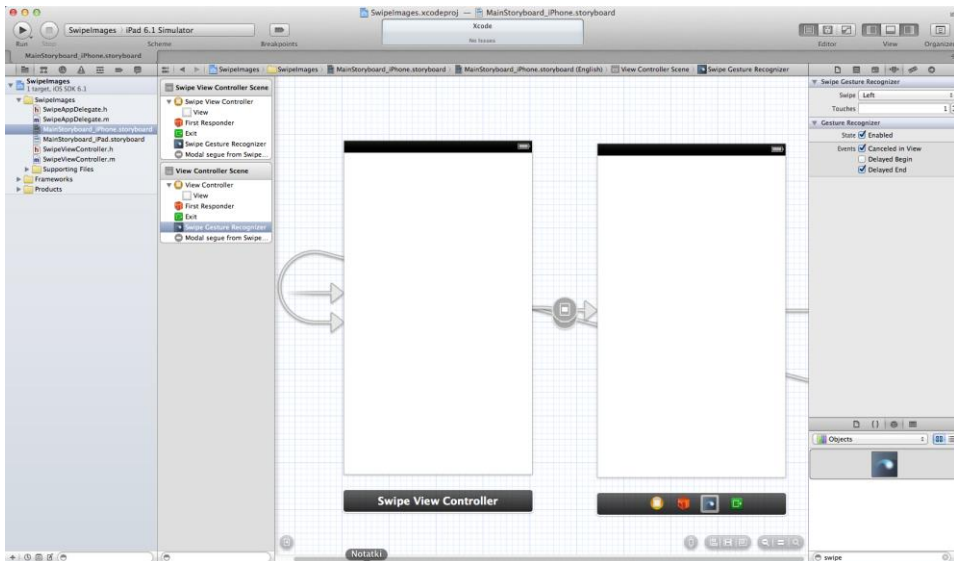 SwipeImages.xcodeproj — MainStoryboard_iPhone.storyboard
SwipeImages › iPad 6.1 Simulator
Xcode
No Issues
Run
Stop
Scheme
Breakpoints
Editor
View
Organizer
MainStoryboard_iPhone.storyboard
SwipeImages
1 target, iOS SDK 6.1
SwipeImages
SwipeAppDelegate.h
SwipeAppDelegate.m
MainStoryboard_iPhone.storyboard
MainStoryboard_iPad.storyboard
SwipeViewController.h
SwipeViewController.m
Supporting Files
Frameworks
Products
SwipeImages › SwipeImages › MainStoryboard_iPhone.storyboard › MainStoryboard_iPhone.storyboard (English) › View Controller Scene › Swipe Gesture Recognizer
Swipe View Controller Scene
Swipe View Controller
View
First Responder
Exit
Swipe Gesture Recognizer
Modal segue from Swipe...
View Controller Scene
View Controller
View
First Responder
Exit
Swipe Gesture Recognizer
Modal segue from Swipe...
Swipe View Controller
Notatki
Swipe Gesture Recognizer
Swipe Left
Touches 1
Gesture Recognizer
State Enabled
Events Canceled in View
Delayed Begin
Delayed End
Objects
swipe